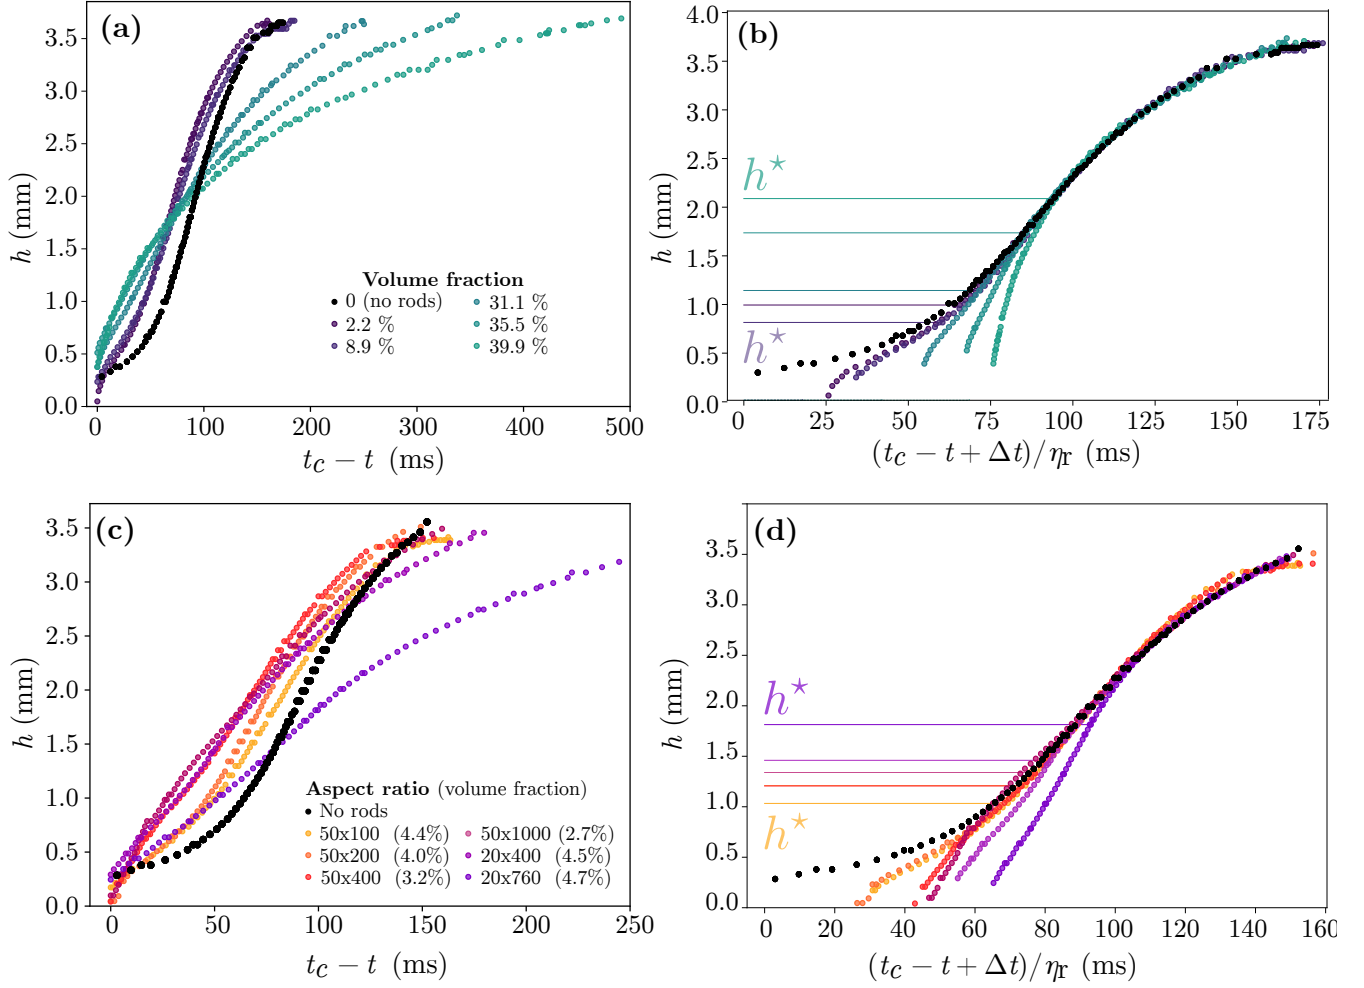 (a)
3.5
3.0
2.5
2.0
1.5
1.0
0.5
0.0
h (mm)
Volume fraction
0 (no rods)
2.2 %
8.9 %
31.1 %
35.5 %
39.9 %
0 100 200 300 400 500
t_c − t (ms)
(b)
4.0
3.5
3.0
2.5
2.0
1.5
1.0
0.5
0.0
h (mm)
h★
h★
0 25 50 75 100 125 150 175
(t_c − t + Δt)/η_r (ms)
(c)
3.5
3.0
2.5
2.0
1.5
1.0
0.5
0.0
h (mm)
Aspect ratio (volume fraction)
No rods
50x100 (4.4%)
50x200 (4.0%)
50x400 (3.2%)
50x1000 (2.7%)
20x400 (4.5%)
20x760 (4.7%)
0 50 100 150 200 250
t_c − t (ms)
(d)
3.5
3.0
2.5
2.0
1.5
1.0
0.5
0.0
h (mm)
h★
h★
0 20 40 60 80 100 120 140 160
(t_c − t + Δt)/η_r (ms)